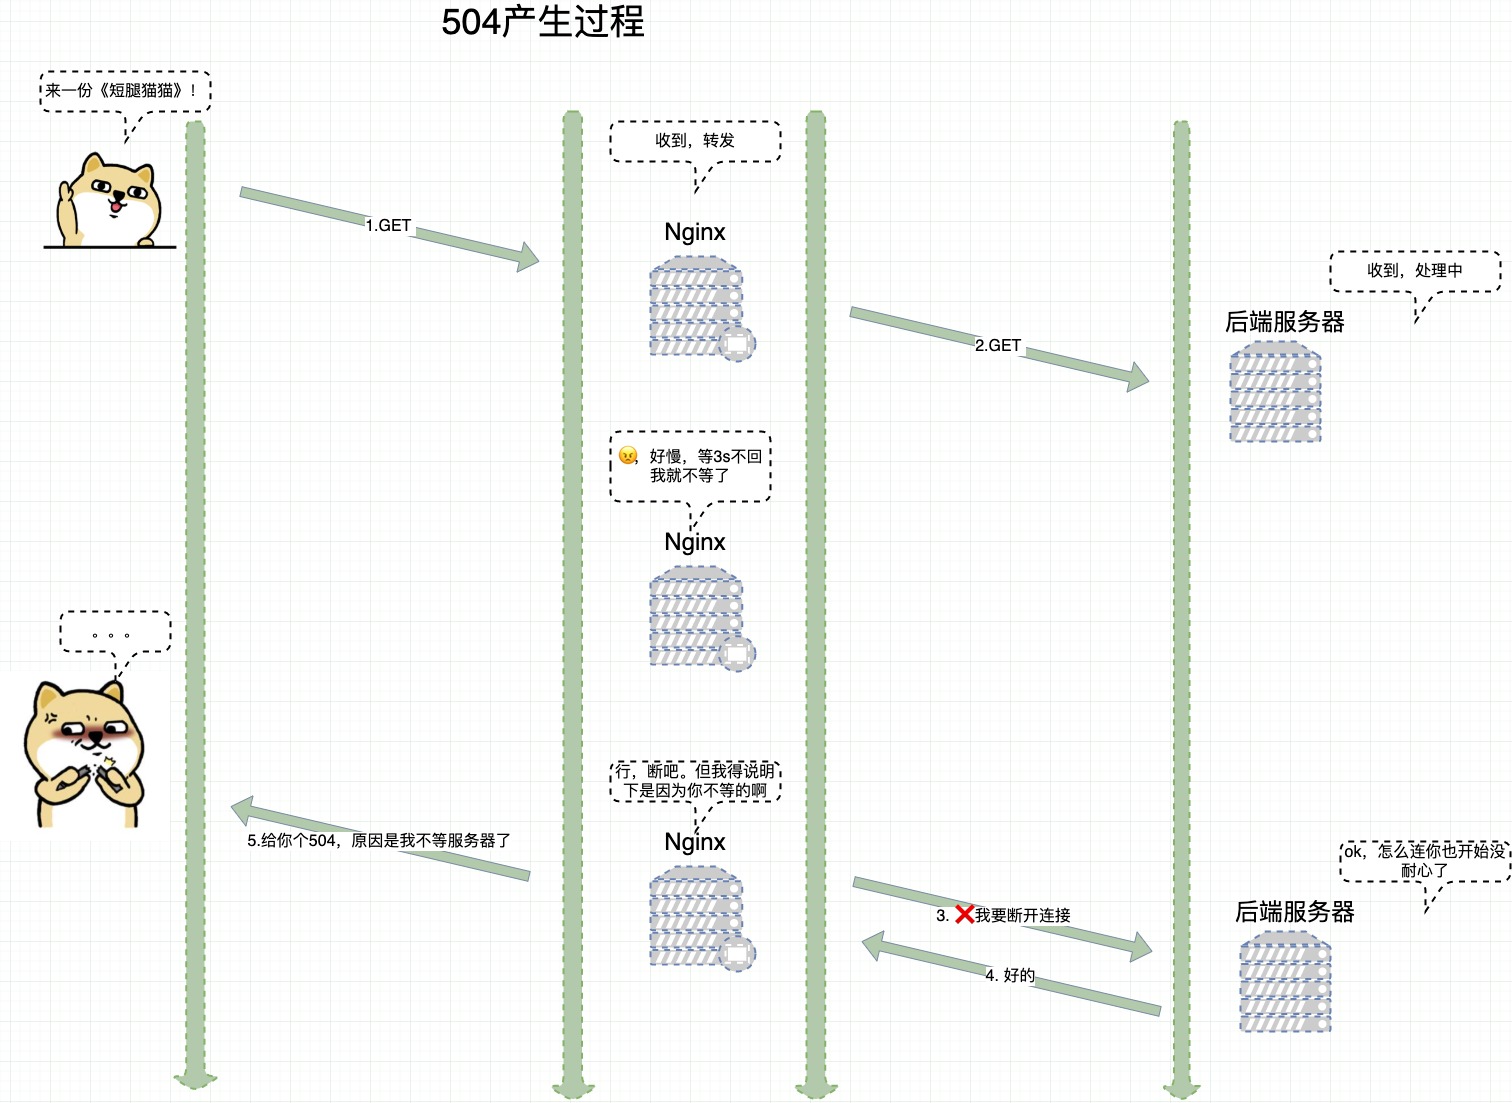 504产生过程
来一份《短腿猫猫》！
收到，转发
1.GET
Nginx
收到，处理中
后端服务器
2.GET
😡，好慢，等3s不回
我就不等了
Nginx
。。。
行，断吧。但我得说明
下是因为你不等的啊
Nginx
5.给你个504，原因是我不等服务器了
ok，怎么连你也开始没
耐心了
后端服务器
3. ❌我要断开连接
4. 好的